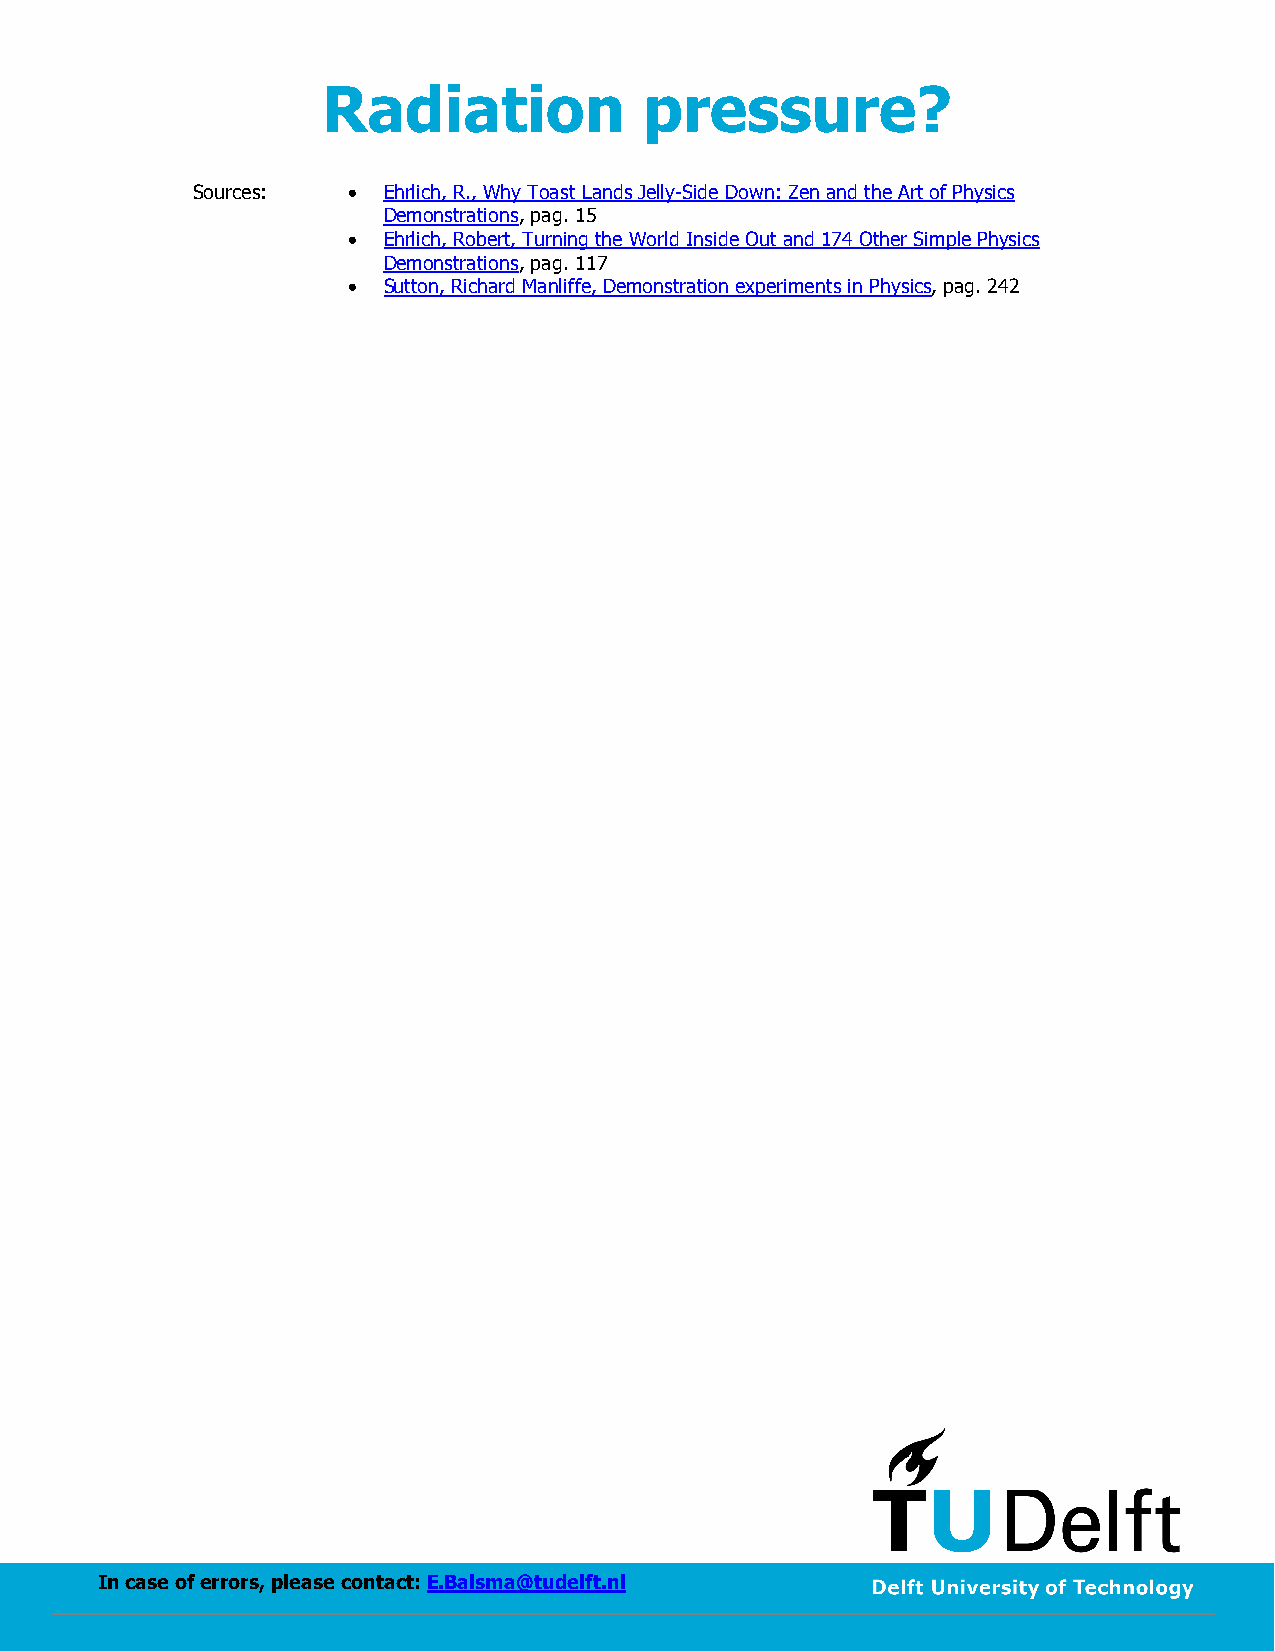 Radiation pressure?
Sources:
• Ehrlich, R., Why Toast Lands Jelly-Side Down: Zen and the Art of Physics
Demonstrations, pag. 15
• Ehrlich, Robert, Turning the World Inside Out and 174 Other Simple Physics
Demonstrations, pag. 117
• Sutton, Richard Manliffe, Demonstration experiments in Physics, pag. 242
TUDelft
In case of errors, please contact: E.Balsma@tudelft.nl
Delft University of Technology